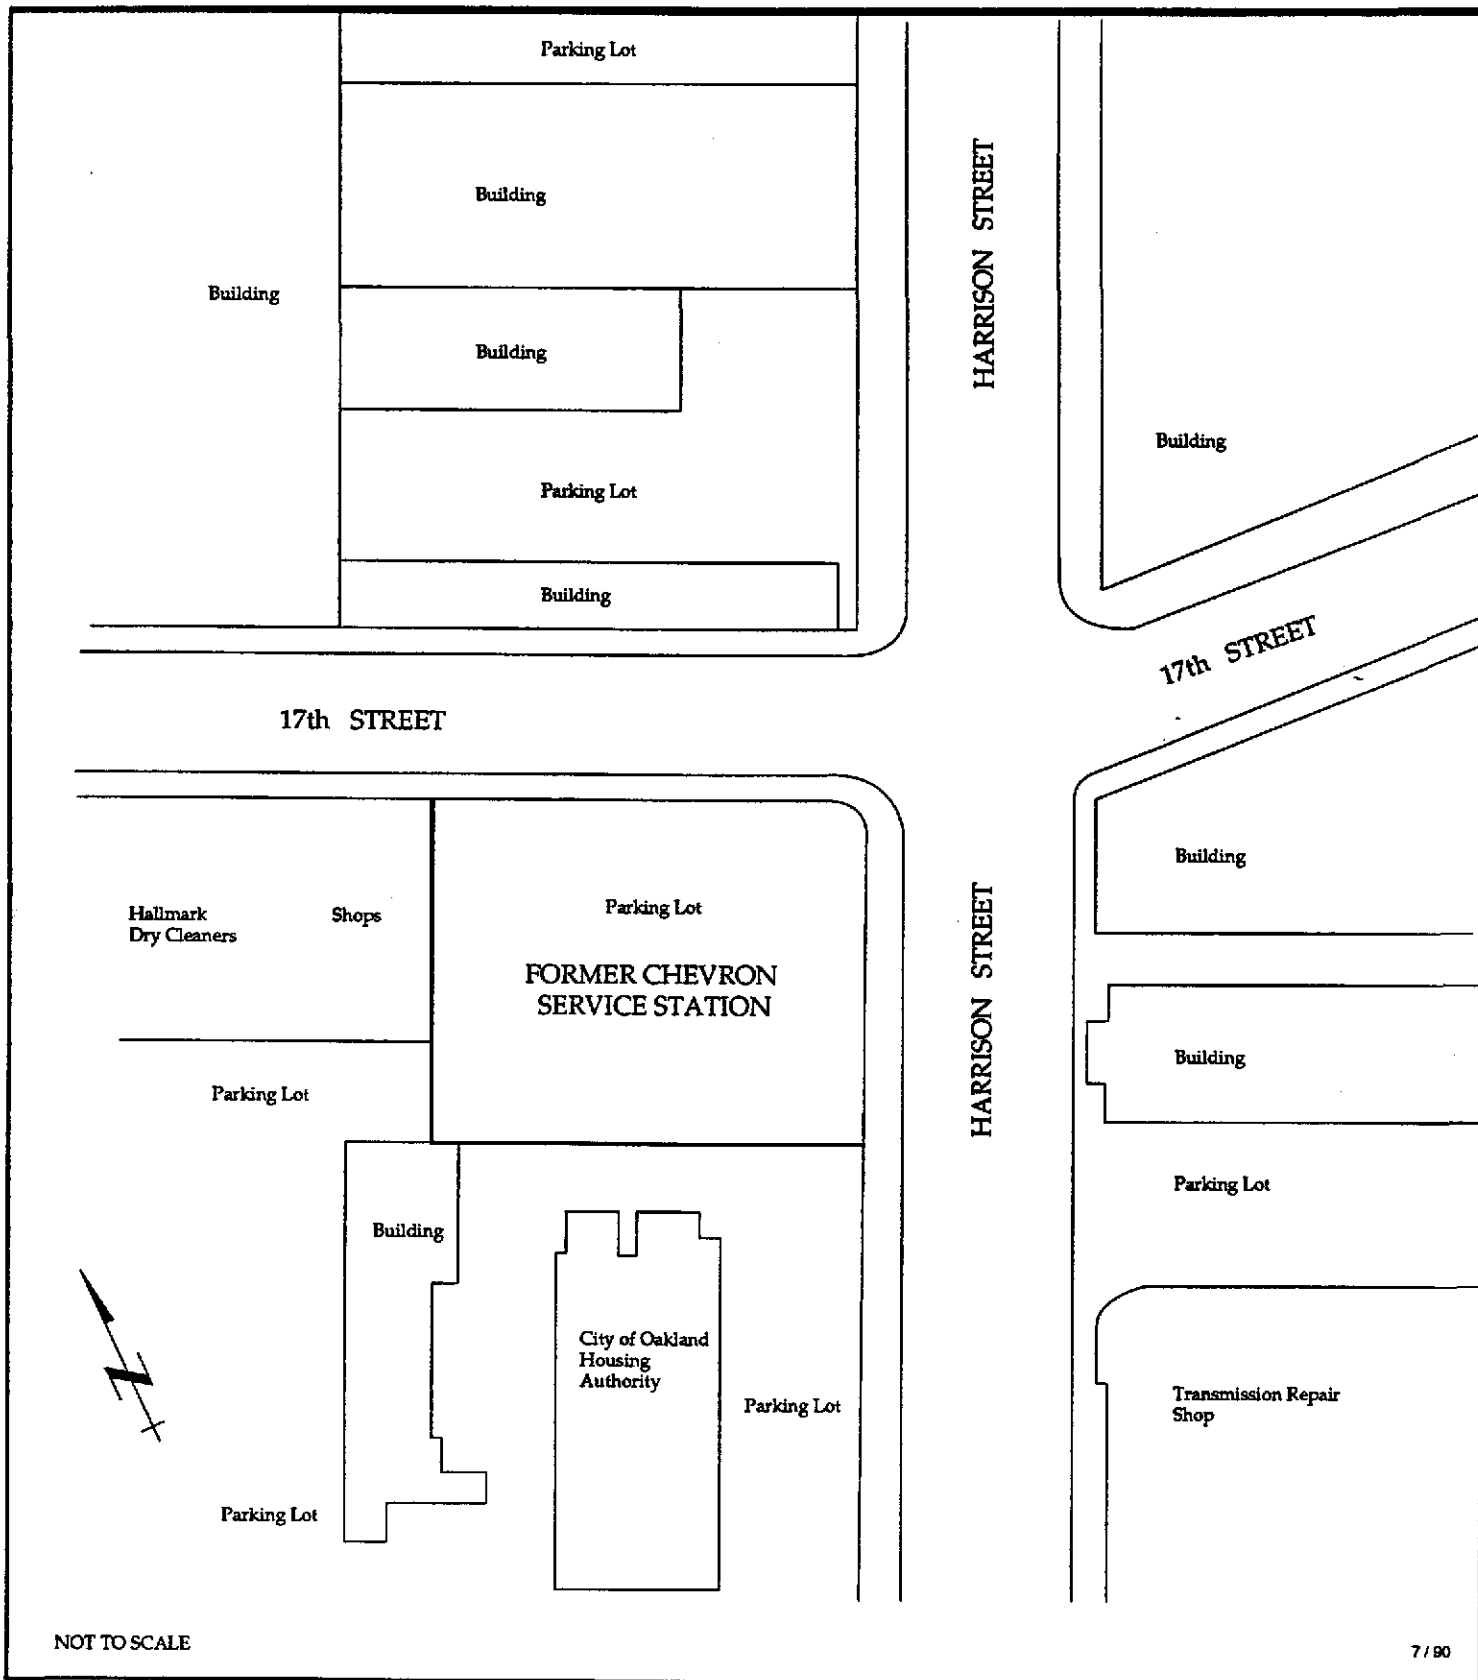 Parking Lot
Building
HARRISON STREET
Building
Building
Building
Parking Lot
Building
17th STREET
17th STREET
Building
Hallmark
Dry Cleaners
Shops
Parking Lot
FORMER CHEVRON
SERVICE STATION
HARRISON STREET
Building
Parking Lot
Parking Lot
Building
City of Oakland
Housing
Authority
Parking Lot
Transmission Repair
Shop
Parking Lot
N
NOT TO SCALE
7 / 90